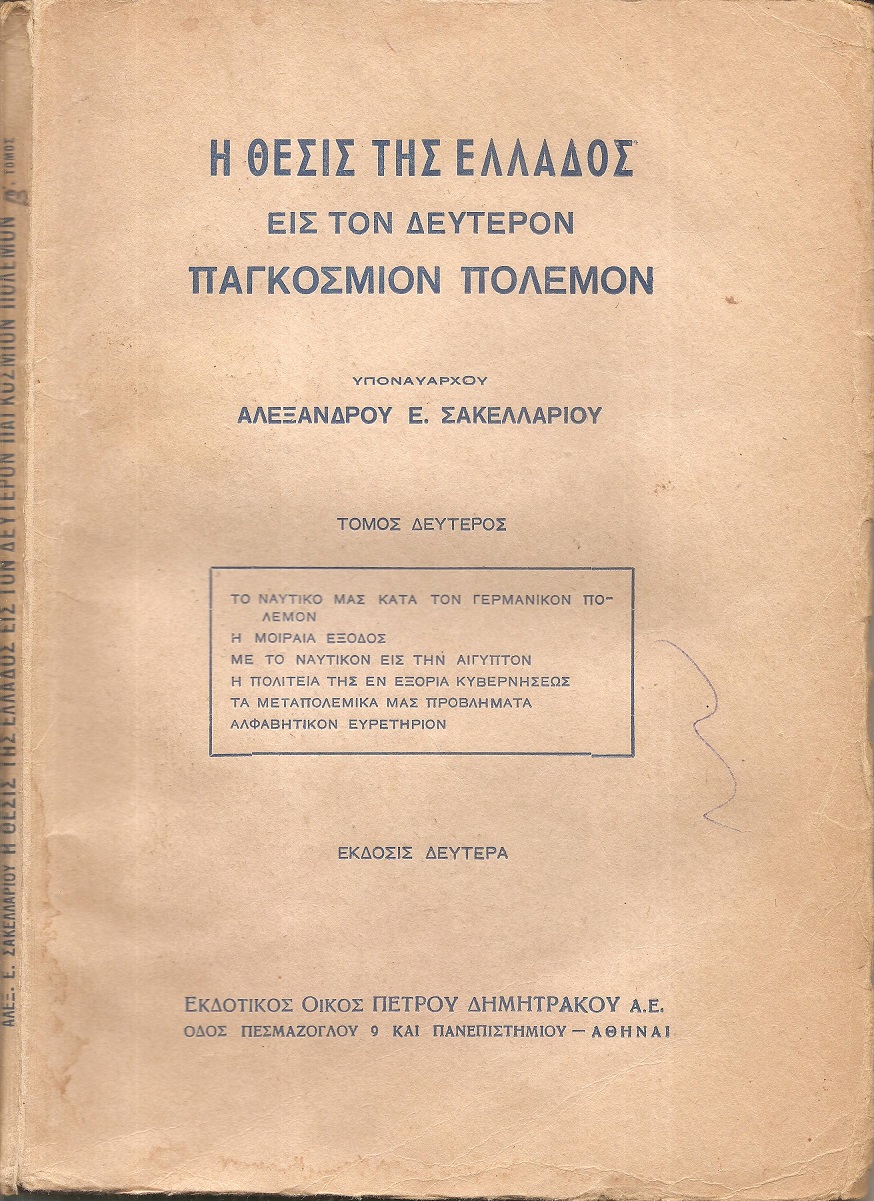 Η ΘΕΣΙΣ ΤΗΣ ΕΛΛΑΔΟΣ
ΕΙΣ ΤΟΝ ΔΕΥΤΕΡΟΝ
ΠΑΓΚΟΣΜΙΟΝ ΠΟΛΕΜΟΝ
ΥΠΟΝΑΥΑΡΧΟΥ
ΑΛΕΞΑΝΔΡΟΥ Ε. ΣΑΚΕΛΛΑΡΙΟΥ
ΤΟΜΟΣ ΔΕΥΤΕΡΟΣ
ΤΟ ΝΑΥΤΙΚΟ ΜΑΣ ΚΑΤΑ ΤΟΝ ΓΕΡΜΑΝΙΚΟΝ ΠΟ-
ΛΕΜΟΝ
Η ΜΟΙΡΑΙΑ ΕΞΟΔΟΣ
ΜΕ ΤΟ ΝΑΥΤΙΚΟΝ ΕΙΣ ΤΗΝ ΑΙΓΥΠΤΟΝ
Η ΠΟΛΙΤΕΙΑ ΤΗΣ ΕΝ ΕΞΟΡΙΑ ΚΥΒΕΡΝΗΣΕΩΣ
ΤΑ ΜΕΤΑΠΟΛΕΜΙΚΑ ΜΑΣ ΠΡΟΒΛΗΜΑΤΑ
ΑΛΦΑΒΗΤΙΚΟΝ ΕΥΡΕΤΗΡΙΟΝ
ΕΚΔΟΣΙΣ ΔΕΥΤΕΡΑ
ΕΚΔΟΤΙΚΟΣ ΟΙΚΟΣ ΠΕΤΡΟΥ ΔΗΜΗΤΡΑΚΟΥ Α.Ε.
ΟΔΟΣ ΠΕΣΜΑΖΟΓΛΟΥ 9 ΚΑΙ ΠΑΝΕΠΙΣΤΗΜΙΟΥ — ΑΘΗΝΑΙ
ΑΛΕΞ. Ε. ΣΑΚΕΛΛΑΡΙΟΥ Η ΘΕΣΙΣ ΤΗΣ ΕΛΛΑΔΟΣ ΕΙΣ ΤΟΝ ΔΕΥΤΕΡΟΝ ΠΑΓΚΟΣΜΙΟΝ ΠΟΛΕΜΟΝ Β' ΤΟΜΟΣ